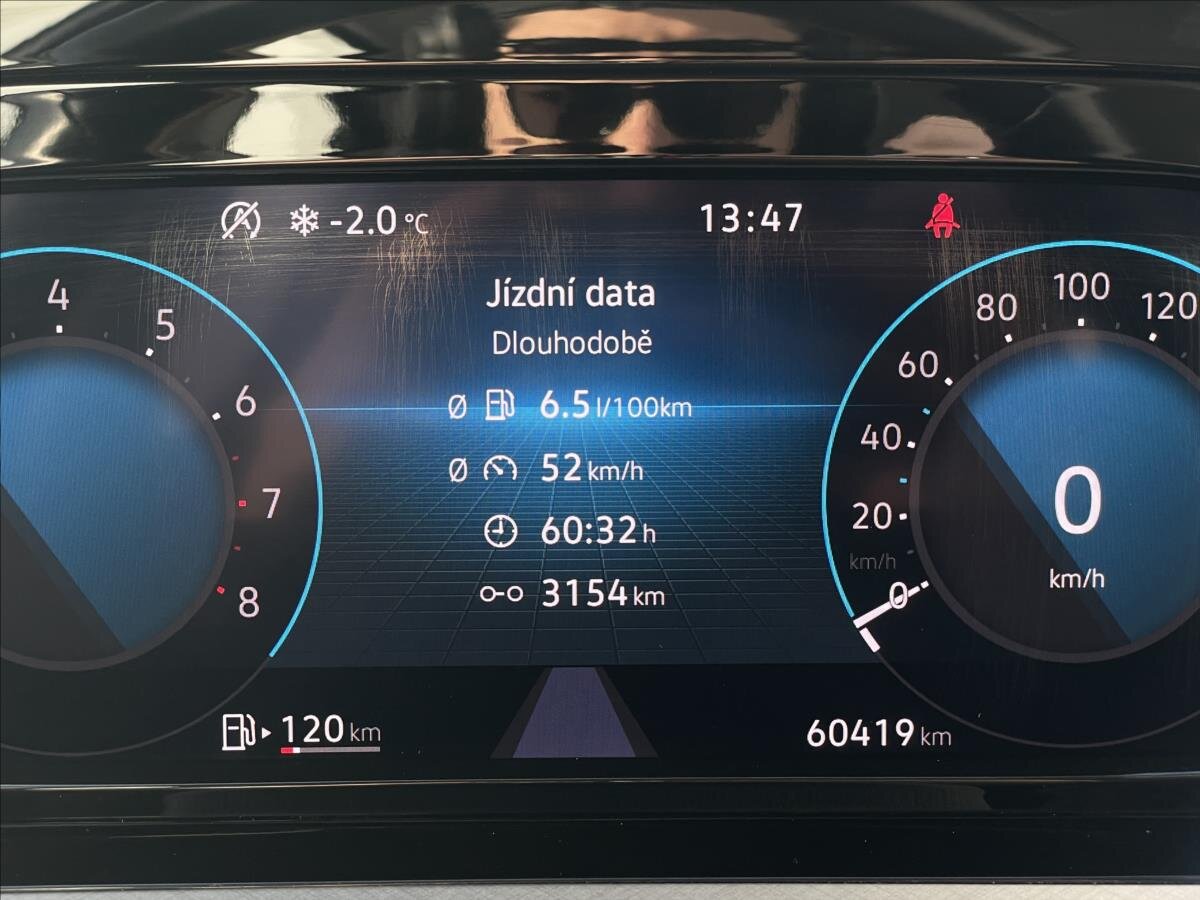 -2.0 °C
13:47
Jízdní data
Dlouhodobě
Ø 6.5 l/100km
Ø 52 km/h
60:32 h
3154 km
4
5
6
7
8
0
20
40
60
80
100
120
km/h
0
km/h
120 km
60419 km